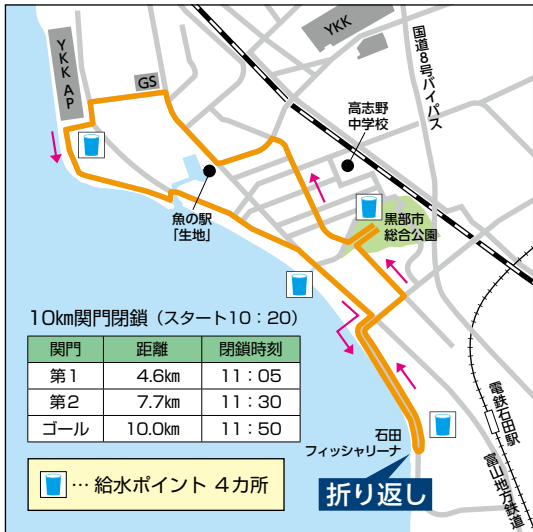 YKK
YKK
AP
GS
国道8号バイパス
高志野
中学校
魚の駅
「生地」
黒部市
総合公園
10km関門閉鎖（スタート10：20）
関門 距離 閉鎖時刻
第1 4.6km 11：05
第2 7.7km 11：30
ゴール 10.0km 11：50
電鉄石田駅
富山地方鉄道
石田
フィッシャリーナ
折り返し
… 給水ポイント 4カ所